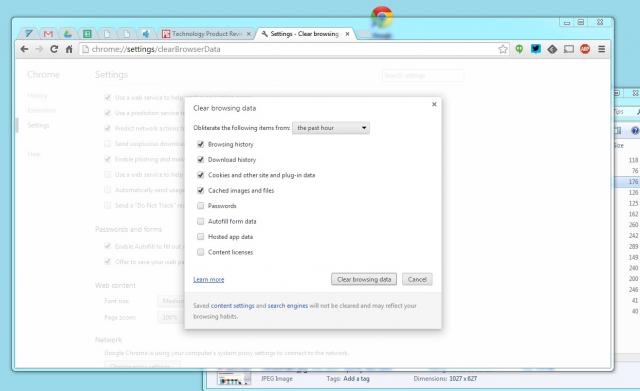 Technology Product Revie
Settings - Clear browsing
chrome://settings/clearBrowserData
Chrome
Settings
Search settings
History
Extensions
Settings
Help
Use a web service to help
Use a prediction service t
Predict network actions t
Send suspicious downloa
Enable phishing and malw
Use a web service to help
Automatically send usage
Send a "Do Not Track" re
Passwords and forms
Enable Autofill to fill out
Offer to save your web pa
Web content
Font size:
Medium
Page zoom:
100%
Network
Google Chrome is using your computer's system proxy settings to connect to the network.
Clear browsing data
Obliterate the following items from: the past hour
Browsing history
Download history
Cookies and other site and plug-in data
Cached images and files
Passwords
Autofill form data
Hosted app data
Content licenses
Learn more
Clear browsing data
Cancel
Saved content settings and search engines will not be cleared and may reflect your
browsing habits.
Tips
Size
118
76
176
126
125
162
260
242
289
149
240
200
246
41
40
JPEG Image
Tags: Add a tag
Dimensions: 1027 x 627